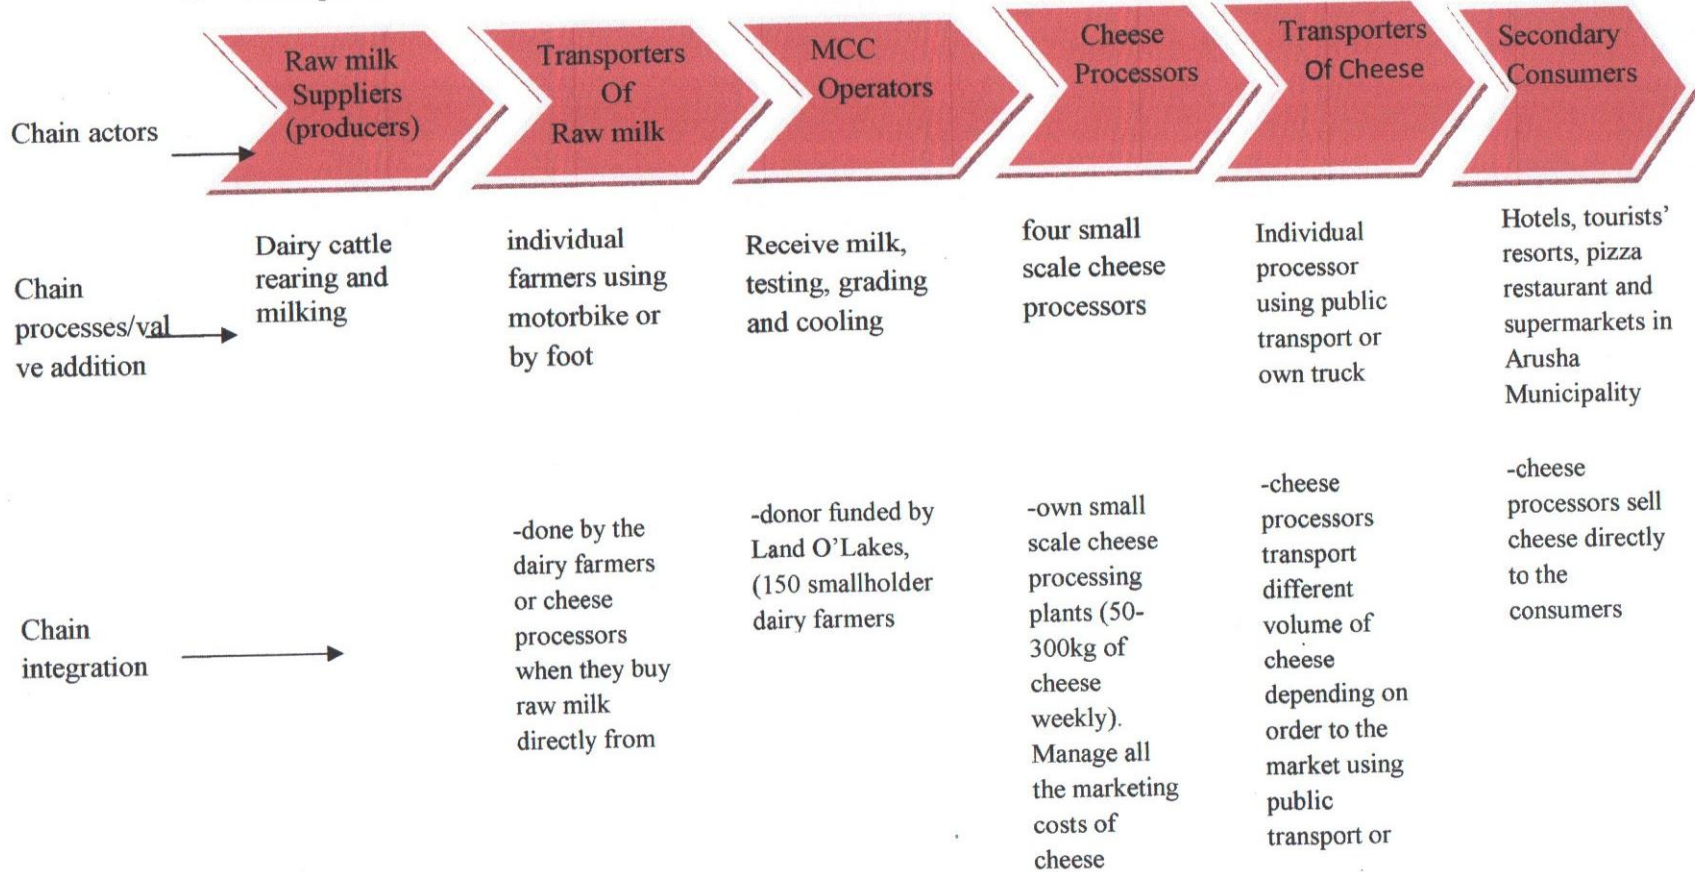 Raw milk
Suppliers
(producers)
Transporters
Of
Raw milk
MCC
Operators
Cheese
Processors
Transporters
Of Cheese
Secondary
Consumers
Chain actors
Chain
processes/val
ve addition
Dairy cattle
rearing and
milking
individual
farmers using
motorbike or
by foot
Receive milk,
testing, grading
and cooling
four small
scale cheese
processors
Individual
processor
using public
transport or
own truck
Hotels, tourists’
resorts, pizza
restaurant and
supermarkets in
Arusha
Municipality
Chain
integration
-done by the
dairy farmers
or cheese
processors
when they buy
raw milk
directly from
-donor funded by
Land O’Lakes,
(150 smallholder
dairy farmers
-own small
scale cheese
processing
plants (50-
300kg of
cheese
weekly).
Manage all
the marketing
costs of
cheese
-cheese
processors
transport
different
volume of
cheese
depending on
order to the
market using
public
transport or
-cheese
processors sell
cheese directly
to the
consumers